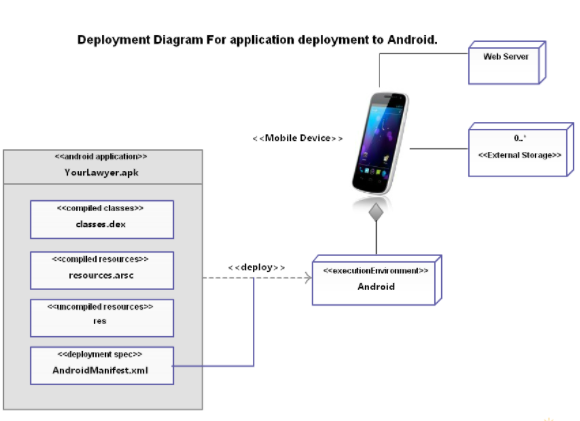 Deployment Diagram For application deployment to Android.
Web Server
<<Mobile Device>>
0..*
<<External Storage>>
<<android application>>
YourLawyer.apk
<<compiled classes>>
classes.dex
<<compiled resources>>
resources.arsc
<<uncompiled resources>>
res
<<deployment spec>>
AndroidManifest.xml
<<deploy>>
<<executionEnvironment>>
Android